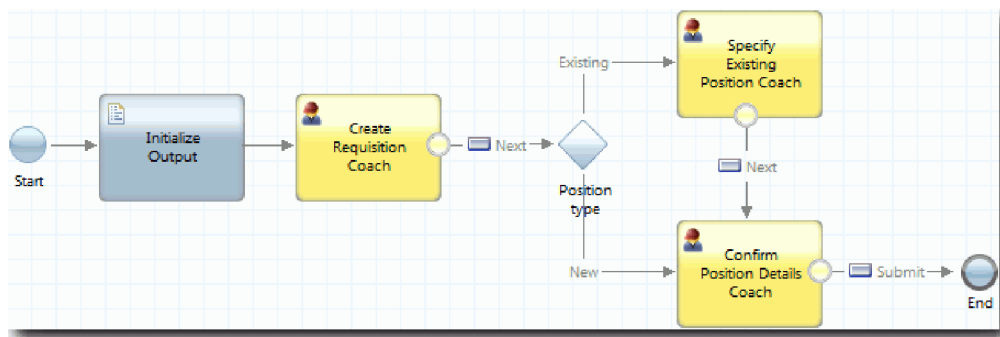 Start
Initialize
Output
Create
Requisition
Coach
Next
Position
type
Existing
Specify
Existing
Position Coach
Next
New
Confirm
Position Details
Coach
Submit
End